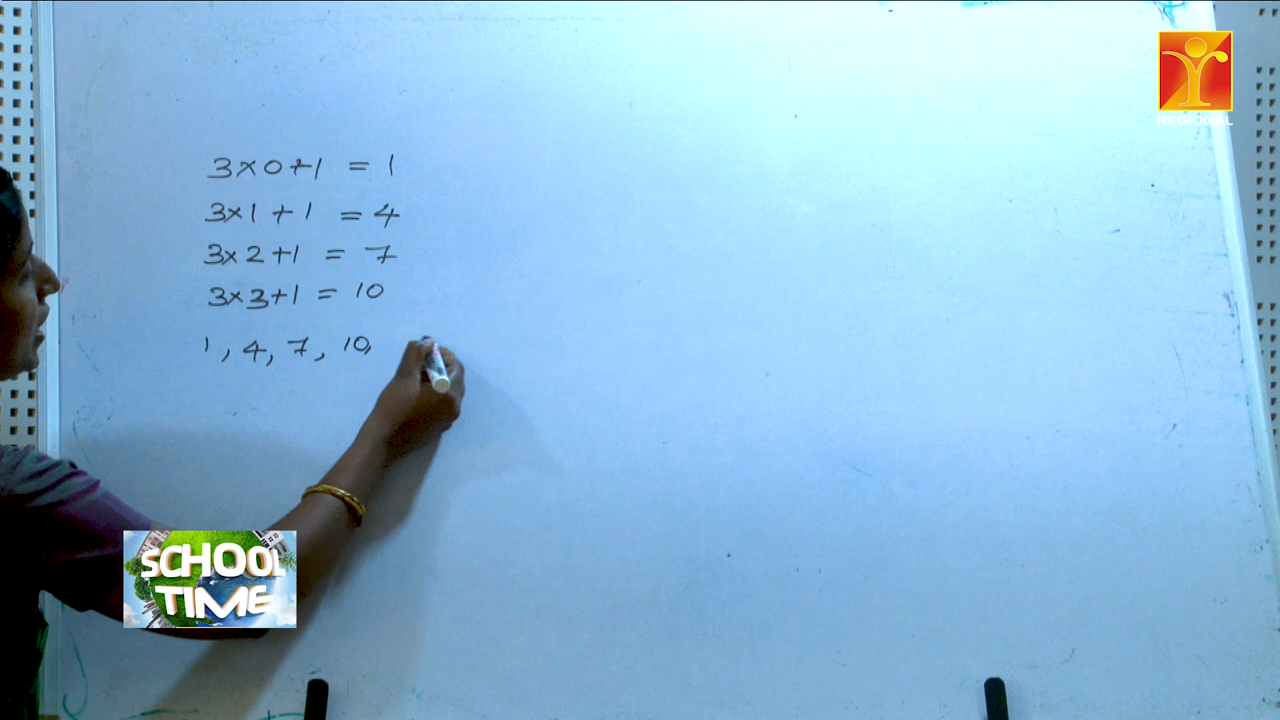 REGIONAL
3×0+1 = 1
3×1+1 = 4
3×2+1 = 7
3×3+1 = 10
1, 4, 7, 10,
SCHOOL
TIME